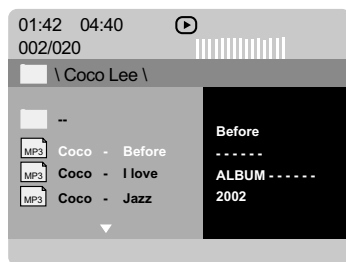 01:42 04:40
002/020
\ Coco Lee \
--
MP3 Coco - Before
MP3 Coco - I love
MP3 Coco - Jazz
Before
- - - - - -
ALBUM - - - - - -
2002